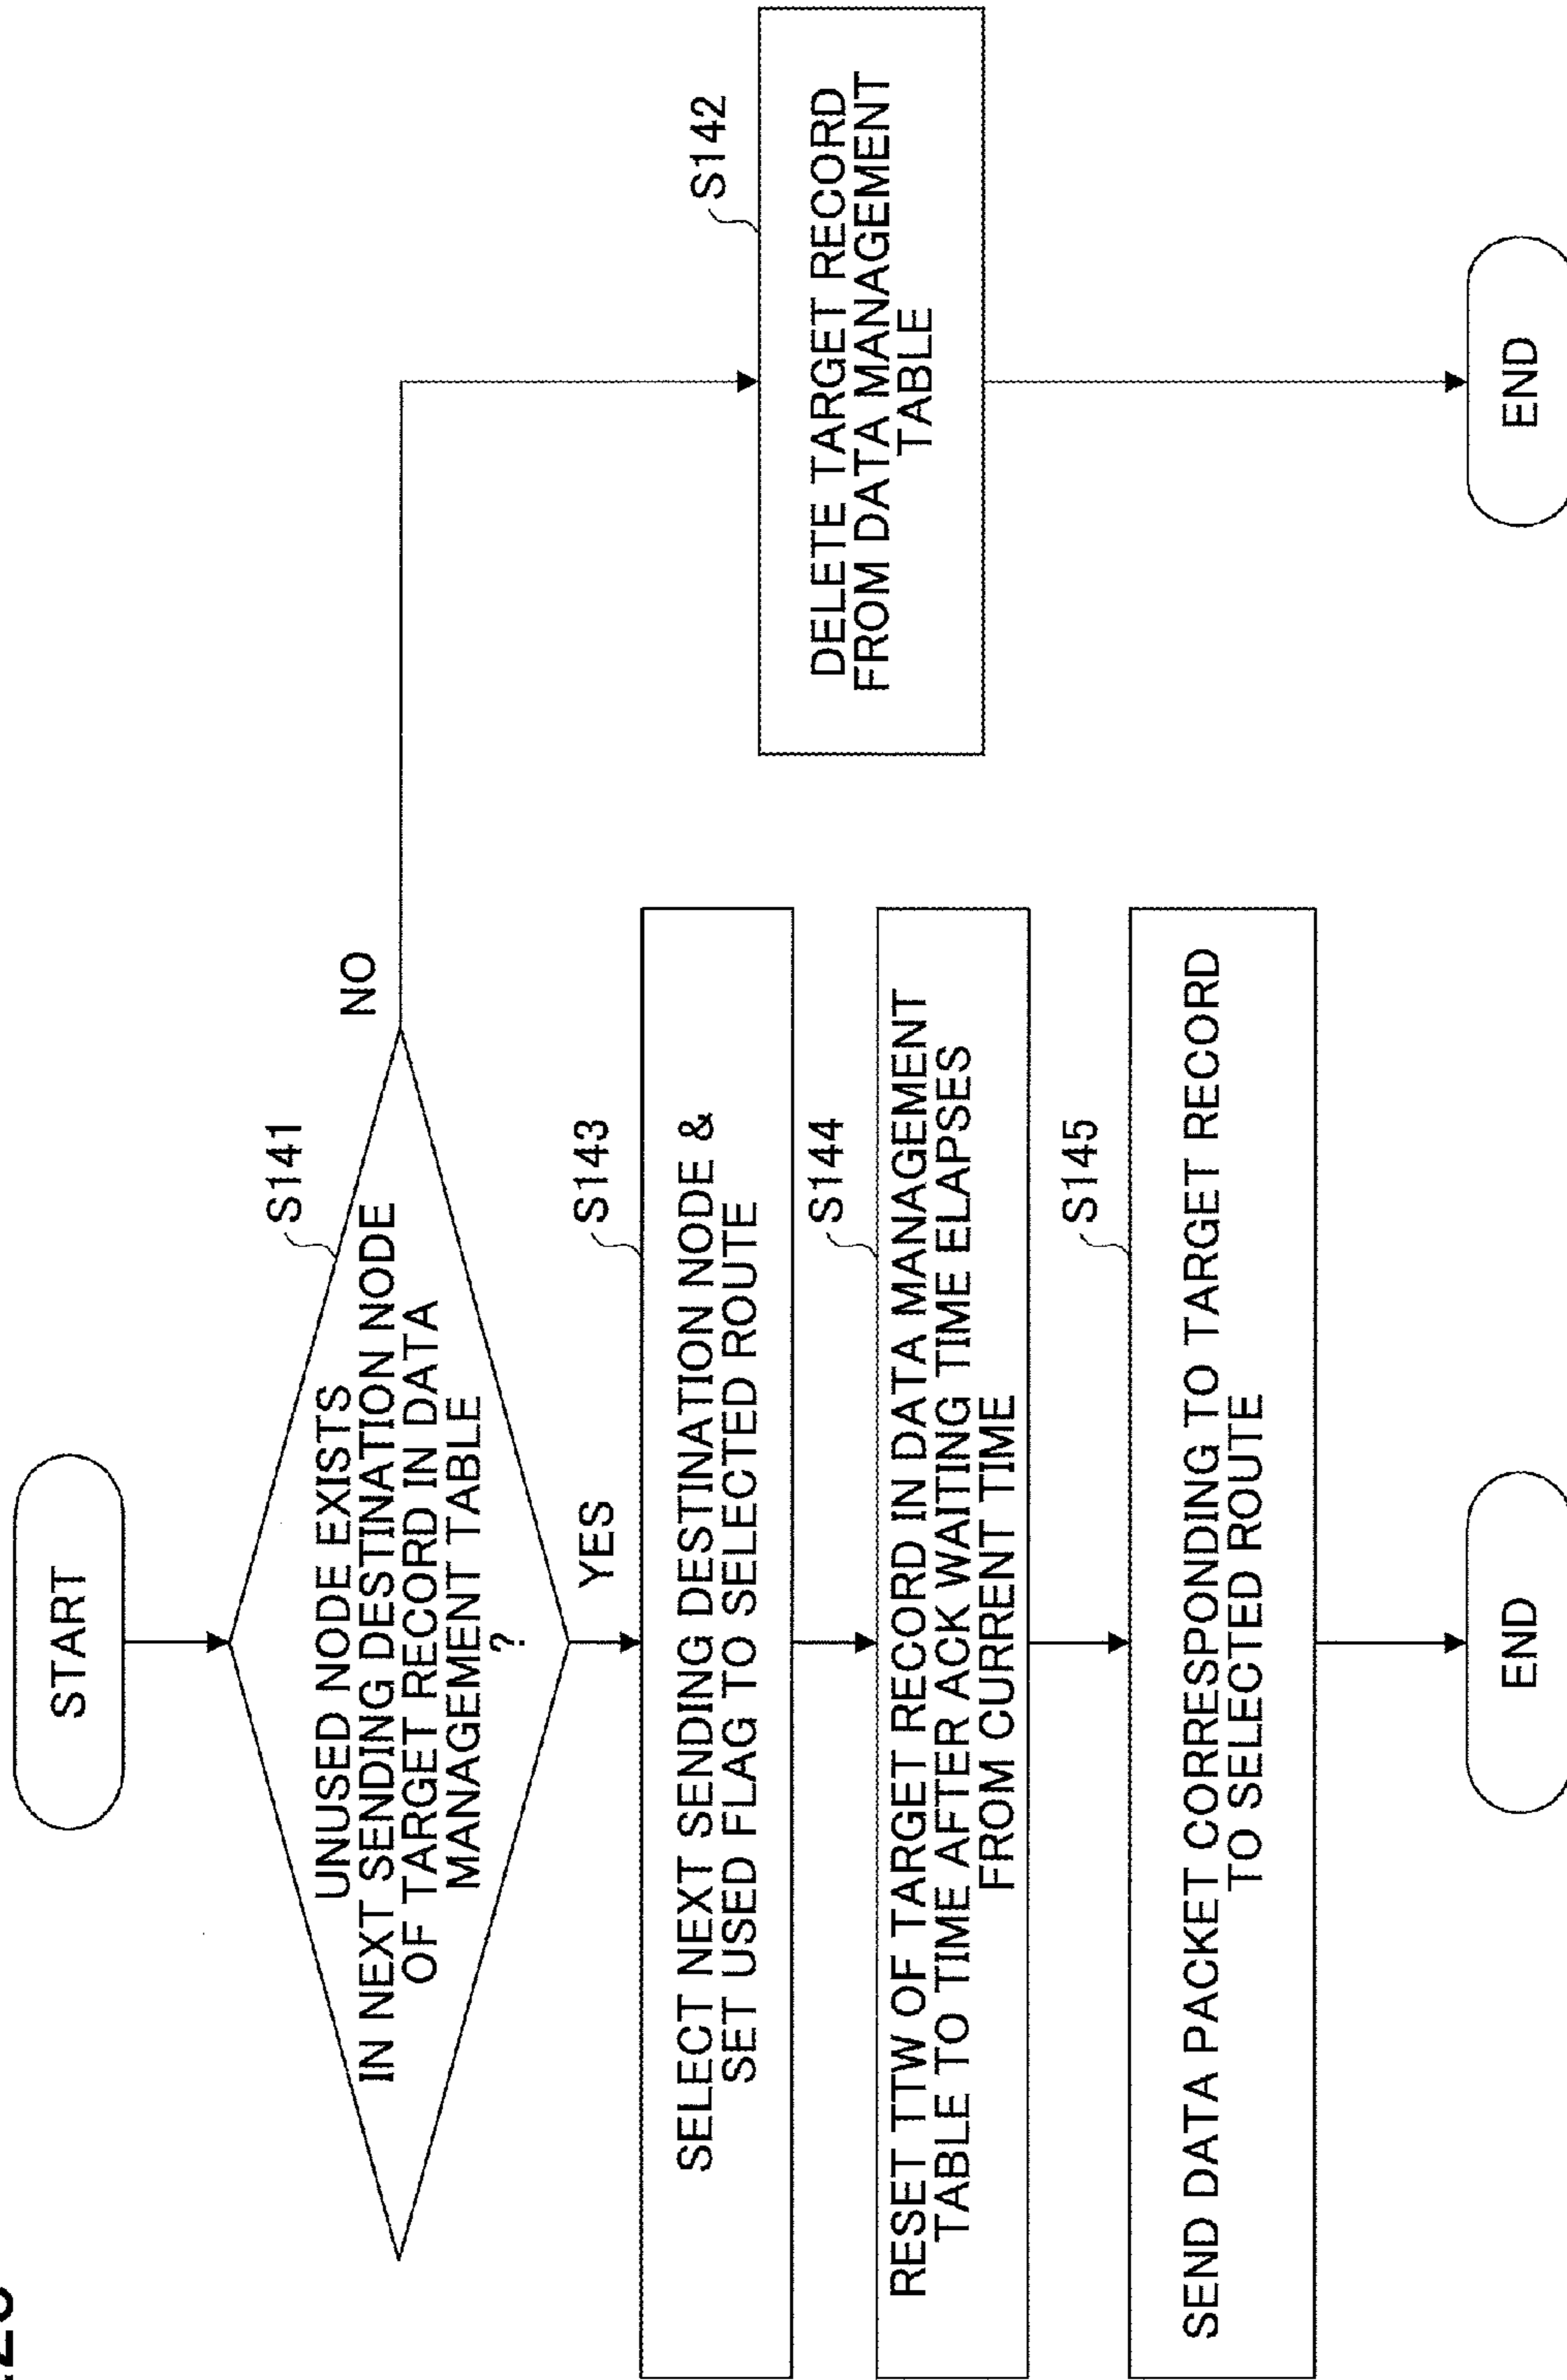 START
S141
UNUSED NODE EXISTS
IN NEXT SENDING DESTINATION NODE
OF TARGET RECORD IN DATA
MANAGEMENT TABLE
?
NO
YES
S142
DELETE TARGET RECORD
FROM DATA MANAGEMENT
TABLE
END
S143
SELECT NEXT SENDING DESTINATION NODE &
SET USED FLAG TO SELECTED ROUTE
S144
RESET TTW OF TARGET RECORD IN DATA MANAGEMENT
TABLE TO TIME AFTER ACK WAITING TIME ELAPSES
FROM CURRENT TIME
S145
SEND DATA PACKET CORRESPONDING TO TARGET RECORD
TO SELECTED ROUTE
END